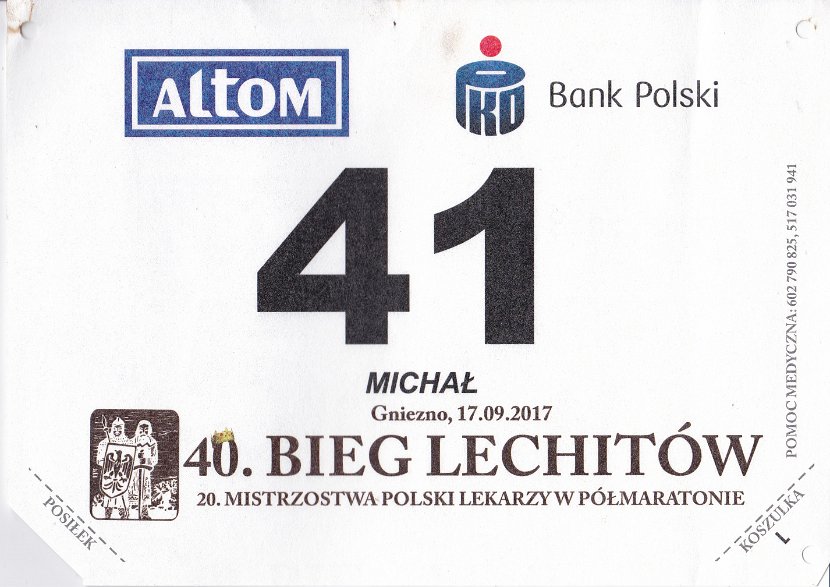 ALTOM
PKO Bank Polski
41
MICHAŁ
Gniezno, 17.09.2017
40. BIEG LECHITÓW
20. MISTRZOSTWA POLSKI LEKARZY W PÓŁMARATONIE
POSIŁEK
KOSZULKA
L
POMOC MEDYCZNA: 602 790 825, 517 031 941